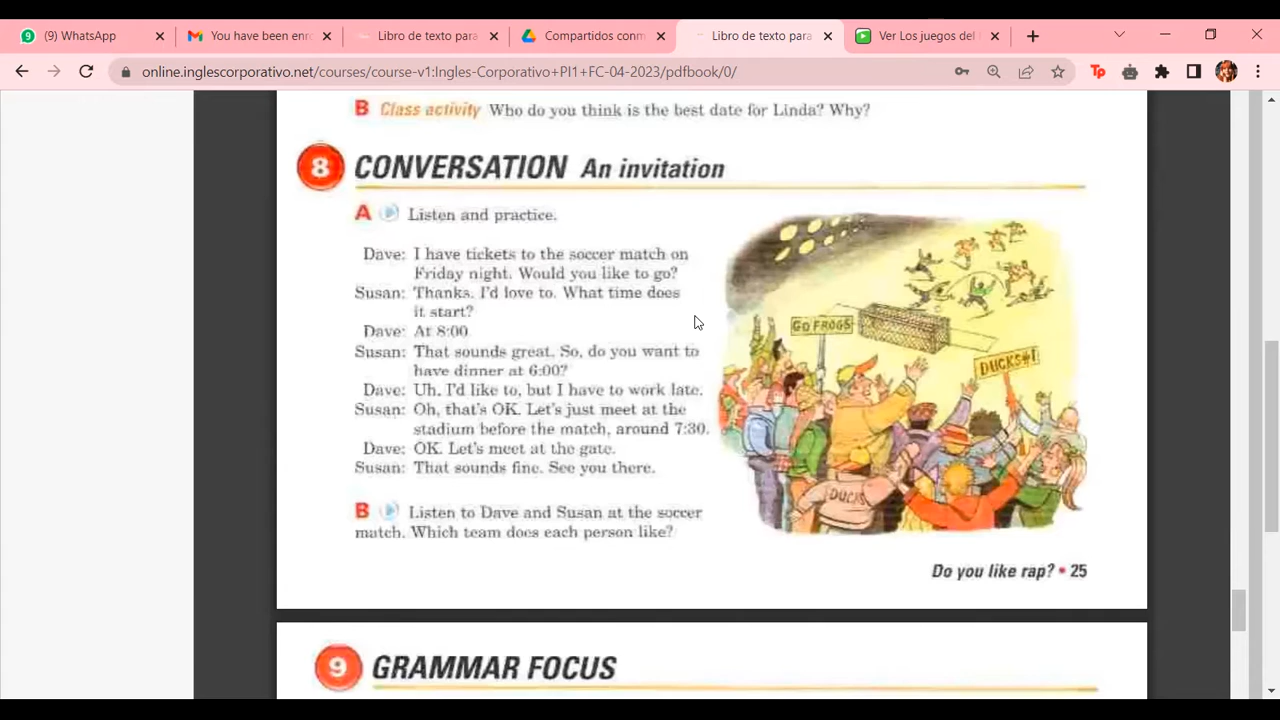 9
(9) WhatsApp
You have been enro
Libro de texto para
Compartidos conm
Libro de texto para
Ver Los juegos del
online.inglescorporativo.net/courses/course-v1:Ingles-Corporativo+PI1+FC-04-2023/pdfbook/0/
Tp
B Class activity Who do you think is the best date for Linda? Why?
8 CONVERSATION An invitation
A Listen and practice.
Dave: I have tickets to the soccer match on
Friday night. Would you like to go?
Susan: Thanks. I'd love to. What time does
it start?
Dave: At 8:00.
Susan: That sounds great. So, do you want to
have dinner at 6:00?
Dave: Uh, I'd like to, but I have to work late.
Susan: Oh, that's OK. Let's just meet at the
stadium before the match, around 7:30.
Dave: OK. Let's meet at the gate.
Susan: That sounds fine. See you there.
GO FROGS
DUCKS#1
DUCKS
B Listen to Dave and Susan at the soccer
match. Which team does each person like?
Do you like rap? • 25
9 GRAMMAR FOCUS